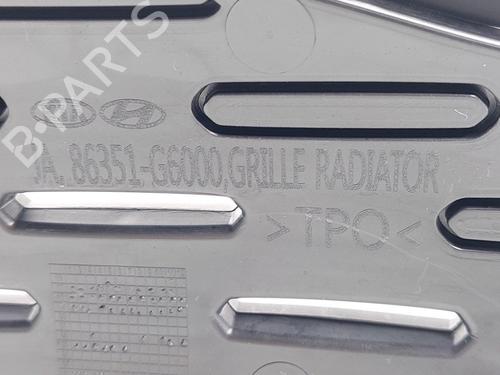 B-PARTS
JA, 86351-G6000,GRILLE RADIATOR
>TPO<